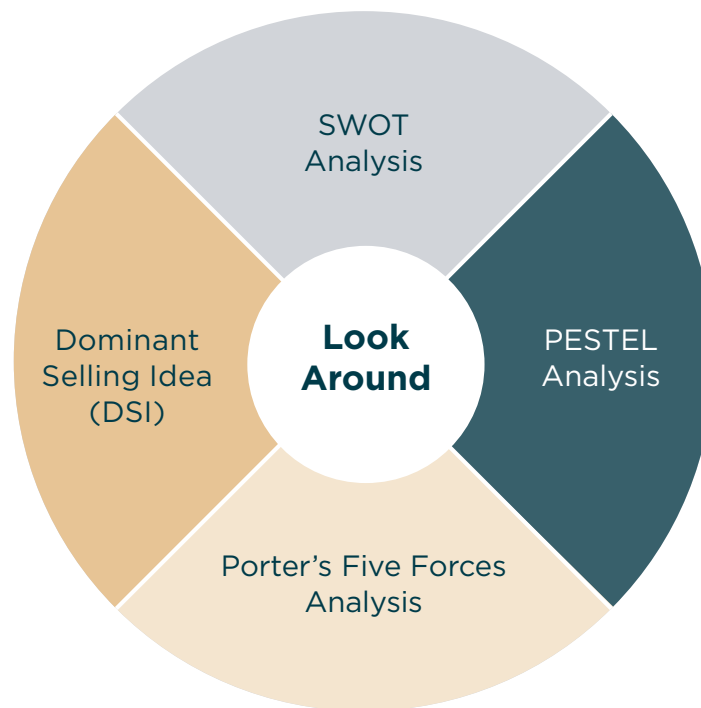 SWOT
Analysis
Dominant
Selling Idea
(DSI)
Look
Around
PESTEL
Analysis
Porter’s Five Forces
Analysis